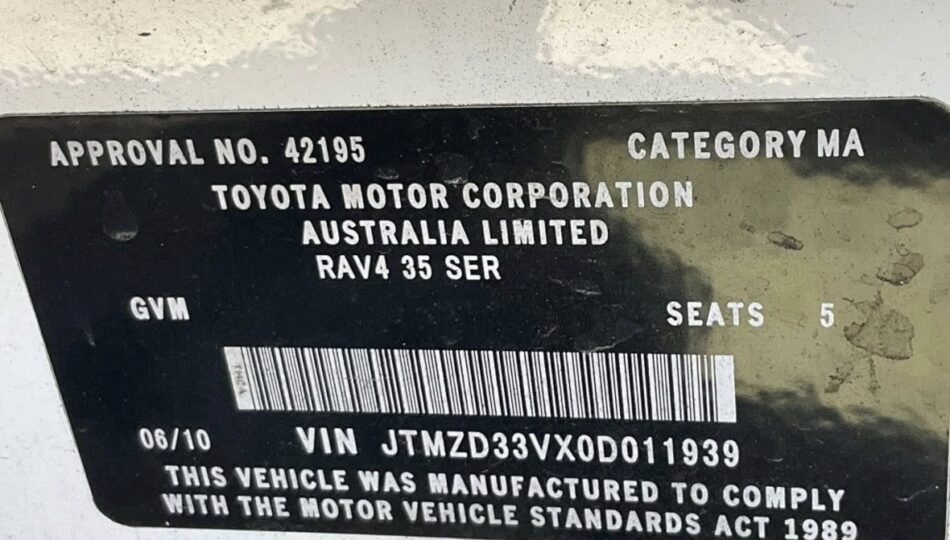 APPROVAL NO. 42195 CATEGORY MA
TOYOTA MOTOR CORPORATION
AUSTRALIA LIMITED
RAV4 35 SER
GVM SEATS 5
TMCA
06/10 VIN JTMZD33VX0D011939
THIS VEHICLE WAS MANUFACTURED TO COMPLY
WITH THE MOTOR VEHICLE STANDARDS ACT 1989